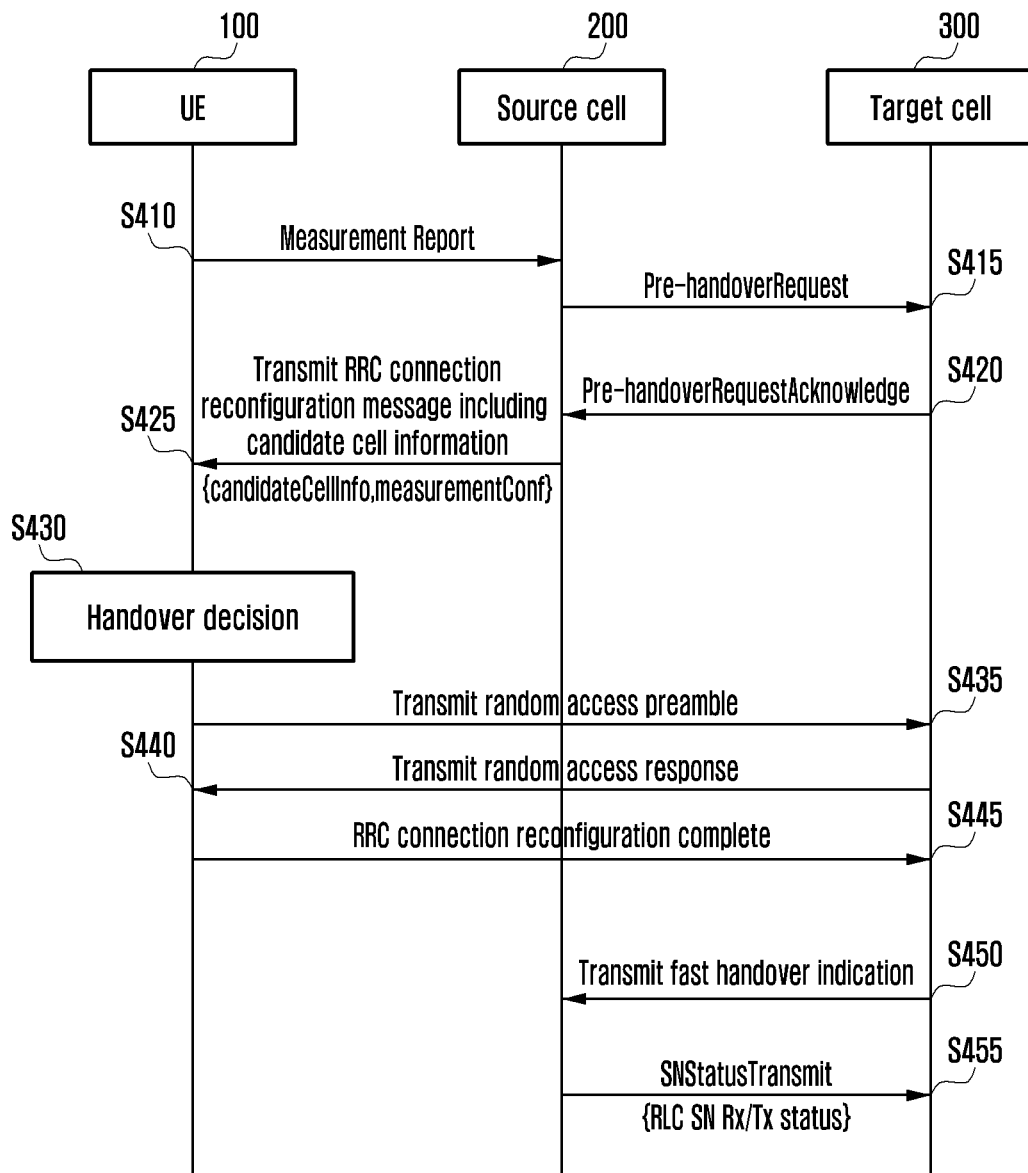 100
200
300
UE
Source cell
Target cell
S410
Measurement Report
S415
Pre-handoverRequest
Transmit RRC connection
reconfiguration message including
candidate cell information
S420
Pre-handoverRequestAcknowledge
S425
{candidateCellInfo,measurementConf}
S430
Handover decision
S435
Transmit random access preamble
S440
Transmit random access response
S445
RRC connection reconfiguration complete
S450
Transmit fast handover indication
S455
SNStatusTransmit
{RLC SN Rx/Tx status}